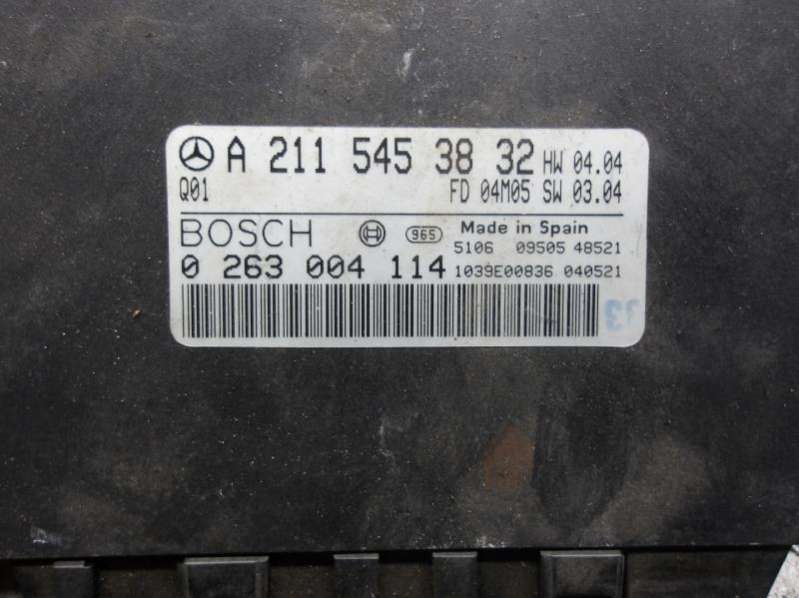 A 211 545 38 32 HW 04.04
Q01 FD 04M05 SW 03.04
BOSCH 965 Made in Spain
5106 09505 48521
0 263 004 114 1039E00836 040521